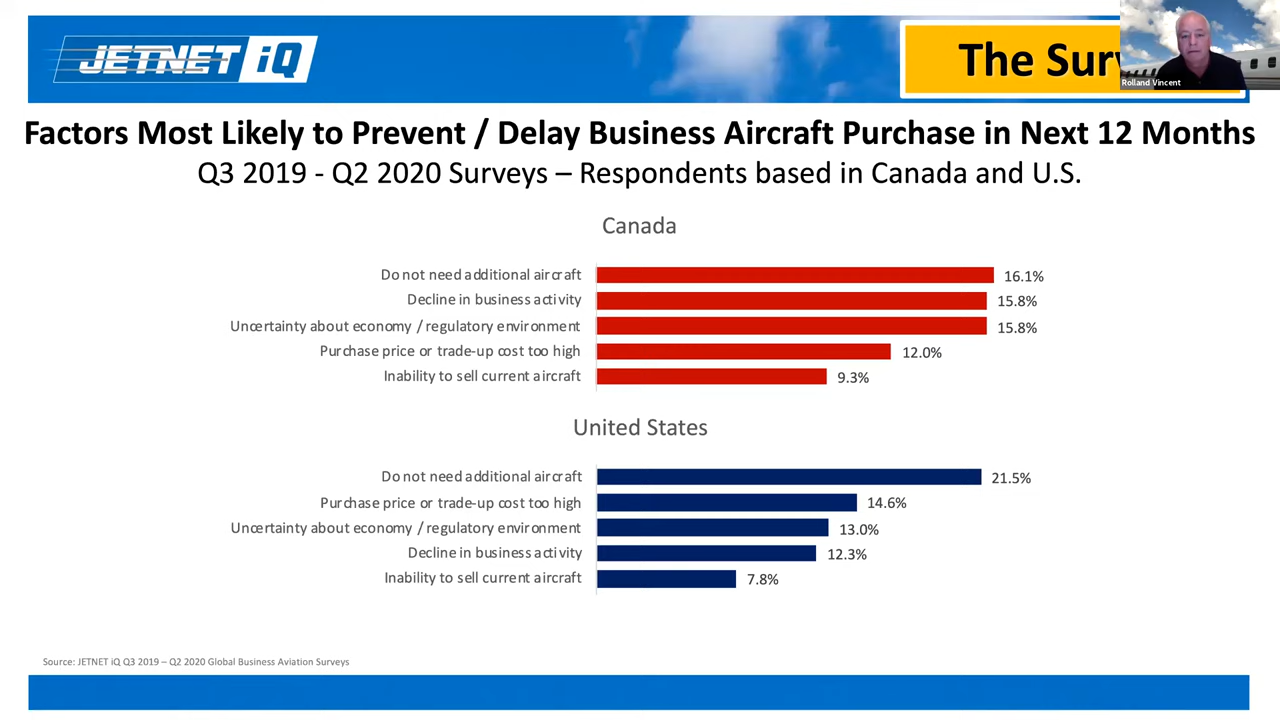 JETNET iQ
The Sur
Rolland Vincent
Factors Most Likely to Prevent / Delay Business Aircraft Purchase in Next 12 Months
Q3 2019 - Q2 2020 Surveys – Respondents based in Canada and U.S.
Canada
Do not need additional aircraft 16.1%
Decline in business activity 15.8%
Uncertainty about economy / regulatory environment 15.8%
Purchase price or trade-up cost too high 12.0%
Inability to sell current aircraft 9.3%
United States
Do not need additional aircraft 21.5%
Purchase price or trade-up cost too high 14.6%
Uncertainty about economy / regulatory environment 13.0%
Decline in business activity 12.3%
Inability to sell current aircraft 7.8%
Source: JETNET iQ Q3 2019 – Q2 2020 Global Business Aviation Surveys